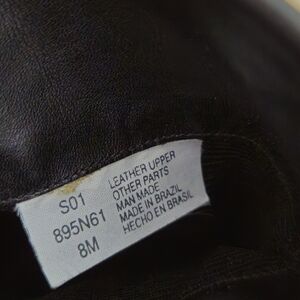 S01
895N61
8M
LEATHER UPPER
OTHER PARTS
MAN MADE
MADE IN BRAZIL
HECHO EN BRASIL